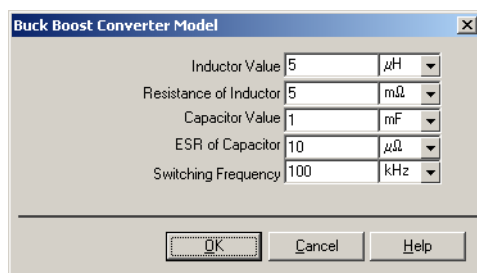 Buck Boost Converter Model
Inductor Value 5 μH
Resistance of Inductor 5 mΩ
Capacitor Value 1 mF
ESR of Capacitor 10 μΩ
Switching Frequency 100 kHz
OK Cancel Help